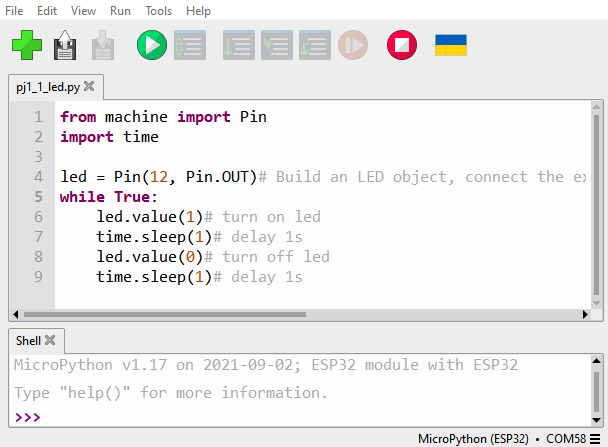 File Edit View Run Tools Help
pj1_1_led.py
1 from machine import Pin
2 import time
3
4 led = Pin(12, Pin.OUT)# Build an LED object, connect the ex
5 while True:
6     led.value(1)# turn on led
7     time.sleep(1)# delay 1s
8     led.value(0)# turn off led
9     time.sleep(1)# delay 1s
Shell
MicroPython v1.17 on 2021-09-02; ESP32 module with ESP32
Type "help()" for more information.
>>>
MicroPython (ESP32) • COM58